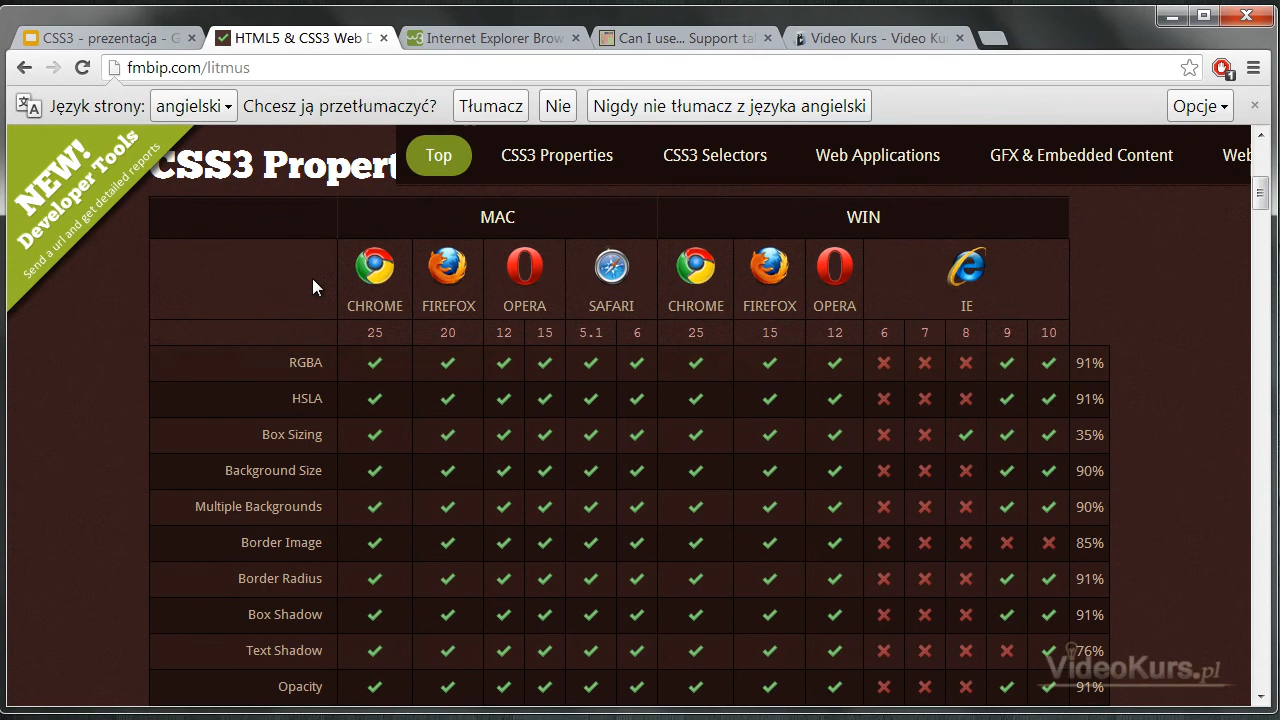 CSS3 - prezentacja - G
HTML5 & CSS3 Web D
Internet Explorer Brow
Can I use... Support tal
Video Kurs - Video Ku
fmbip.com/litmus
1
Język strony: angielski Chcesz ją przetłumaczyć? Tłumacz Nie Nigdy nie tłumacz z języka angielski Opcje
NEW!
Developer Tools
Send a url and get detailed reports
CSS3 Propert
Top CSS3 Properties CSS3 Selectors Web Applications GFX & Embedded Content Web
MAC WIN
CHROME FIREFOX OPERA SAFARI CHROME FIREFOX OPERA IE
25 20 12 15 5.1 6 25 15 12 6 7 8 9 10
RGBA 91%
HSLA 91%
Box Sizing 35%
Background Size 90%
Multiple Backgrounds 90%
Border Image 85%
Border Radius 91%
Box Shadow 91%
Text Shadow 76%
Opacity 91%
VideoKurs.pl